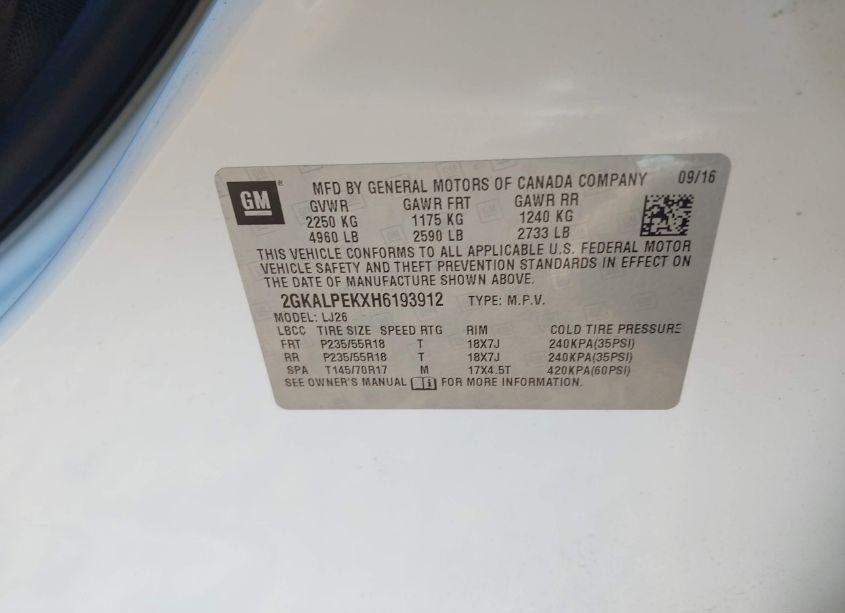 GM ® MFD BY GENERAL MOTORS OF CANADA COMPANY 09/16
GVWR GAWR FRT GAWR RR
2250 KG 1175 KG 1240 KG
4960 LB 2590 LB 2733 LB
THIS VEHICLE CONFORMS TO ALL APPLICABLE U.S. FEDERAL MOTOR
VEHICLE SAFETY AND THEFT PREVENTION STANDARDS IN EFFECT ON
THE DATE OF MANUFACTURE SHOWN ABOVE.
2GKALPEKXH6193912 TYPE: M.P.V.
MODEL: LJ26
LBCC TIRE SIZE SPEED RTG RIM COLD TIRE PRESSURE
FRT P235/55R18 T 18X7J 240KPA(35PSI)
RR P235/55R18 T 18X7J 240KPA(35PSI)
SPA T145/70R17 M 17X4.5T 420KPA(60PSI)
SEE OWNER'S MANUAL FOR MORE INFORMATION.